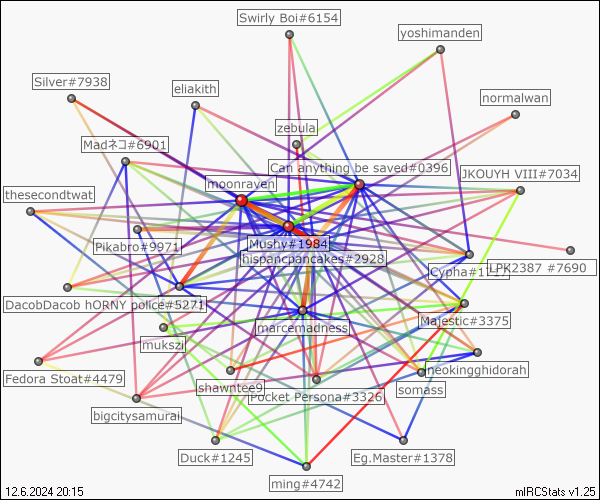 Swirly Boi#6154
yoshimanden
Silver#7938
eliakith
normalwan
zebula
Madネコ#6901
Can anything be saved#0396
JKOUYH VIII#7034
moonraven
thesecondtwat
Pikabro#9971
Mushy#1984
hispancpancakes#2928
LPK2387 #7690
DacobDacob
hORNY police#5271
Majestic#3375
marcemadness
mukszi
neokingghidorah
Fedora Stoat#4479
shawntee9
somass
Pocket Persona#3326
bigcitysamurai
Duck#1245
Eg.Master#1378
ming#4742
12.6.2024 20:15
mIRCStats v1.25